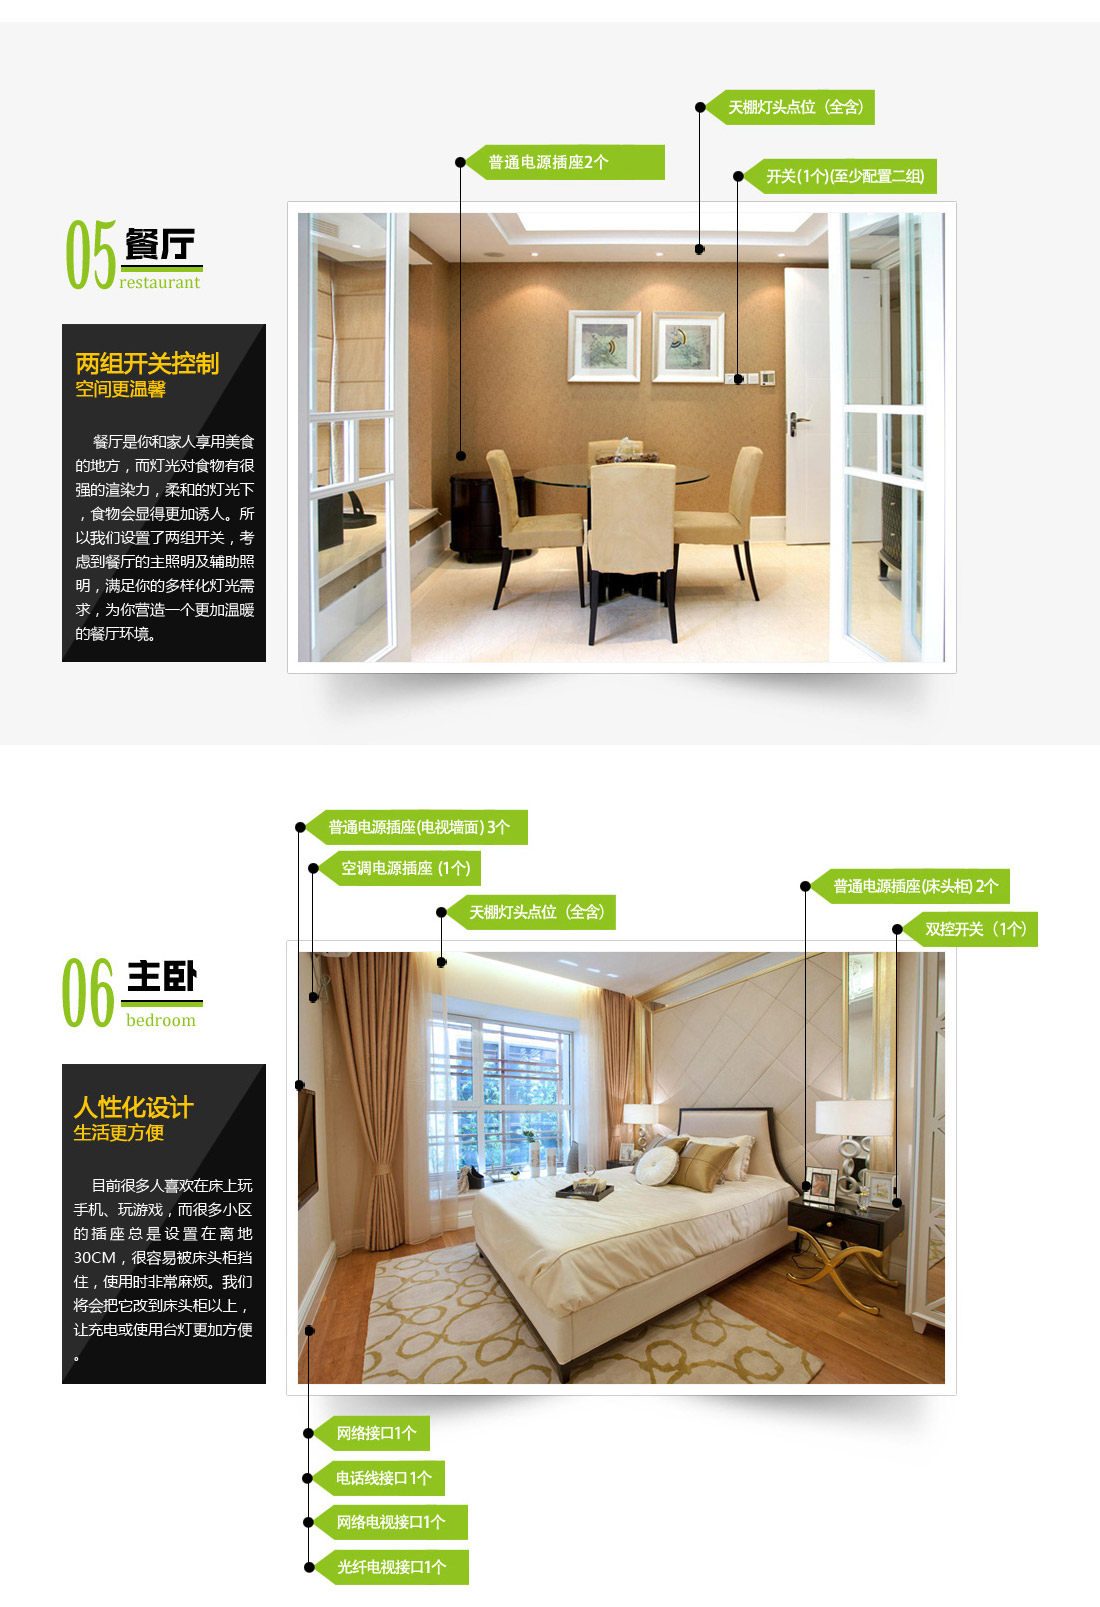 天棚灯头点位（全含）
普通电源插座2个
开关(1个)(至少配置二组)
05 餐厅
restaurant
两组开关控制
空间更温馨
餐厅是你和家人享用美食
的地方，而灯光对食物有很
强的渲染力，柔和的灯光下
，食物会显得更加诱人。所
以我们设置了两组开关，考
虑到餐厅的主照明及辅助照
明，满足你的多样化灯光需
求，为你营造一个更加温暖
的餐厅环境。
普通电源插座(电视墙面) 3个
空调电源插座 (1个)
天棚灯头点位（全含）
普通电源插座(床头柜) 2个
双控开关（1个）
06 主卧
bedroom
人性化设计
生活更方便
目前很多人喜欢在床上玩
手机、玩游戏，而很多小区
的插座总是设置在离地
30CM，很容易被床头柜挡
住，使用时非常麻烦。我们
将会把它改到床头柜以上，
让充电或使用台灯更加方便
。
网络接口1个
电话线接口 1个
网络电视接口1个
光纤电视接口1个